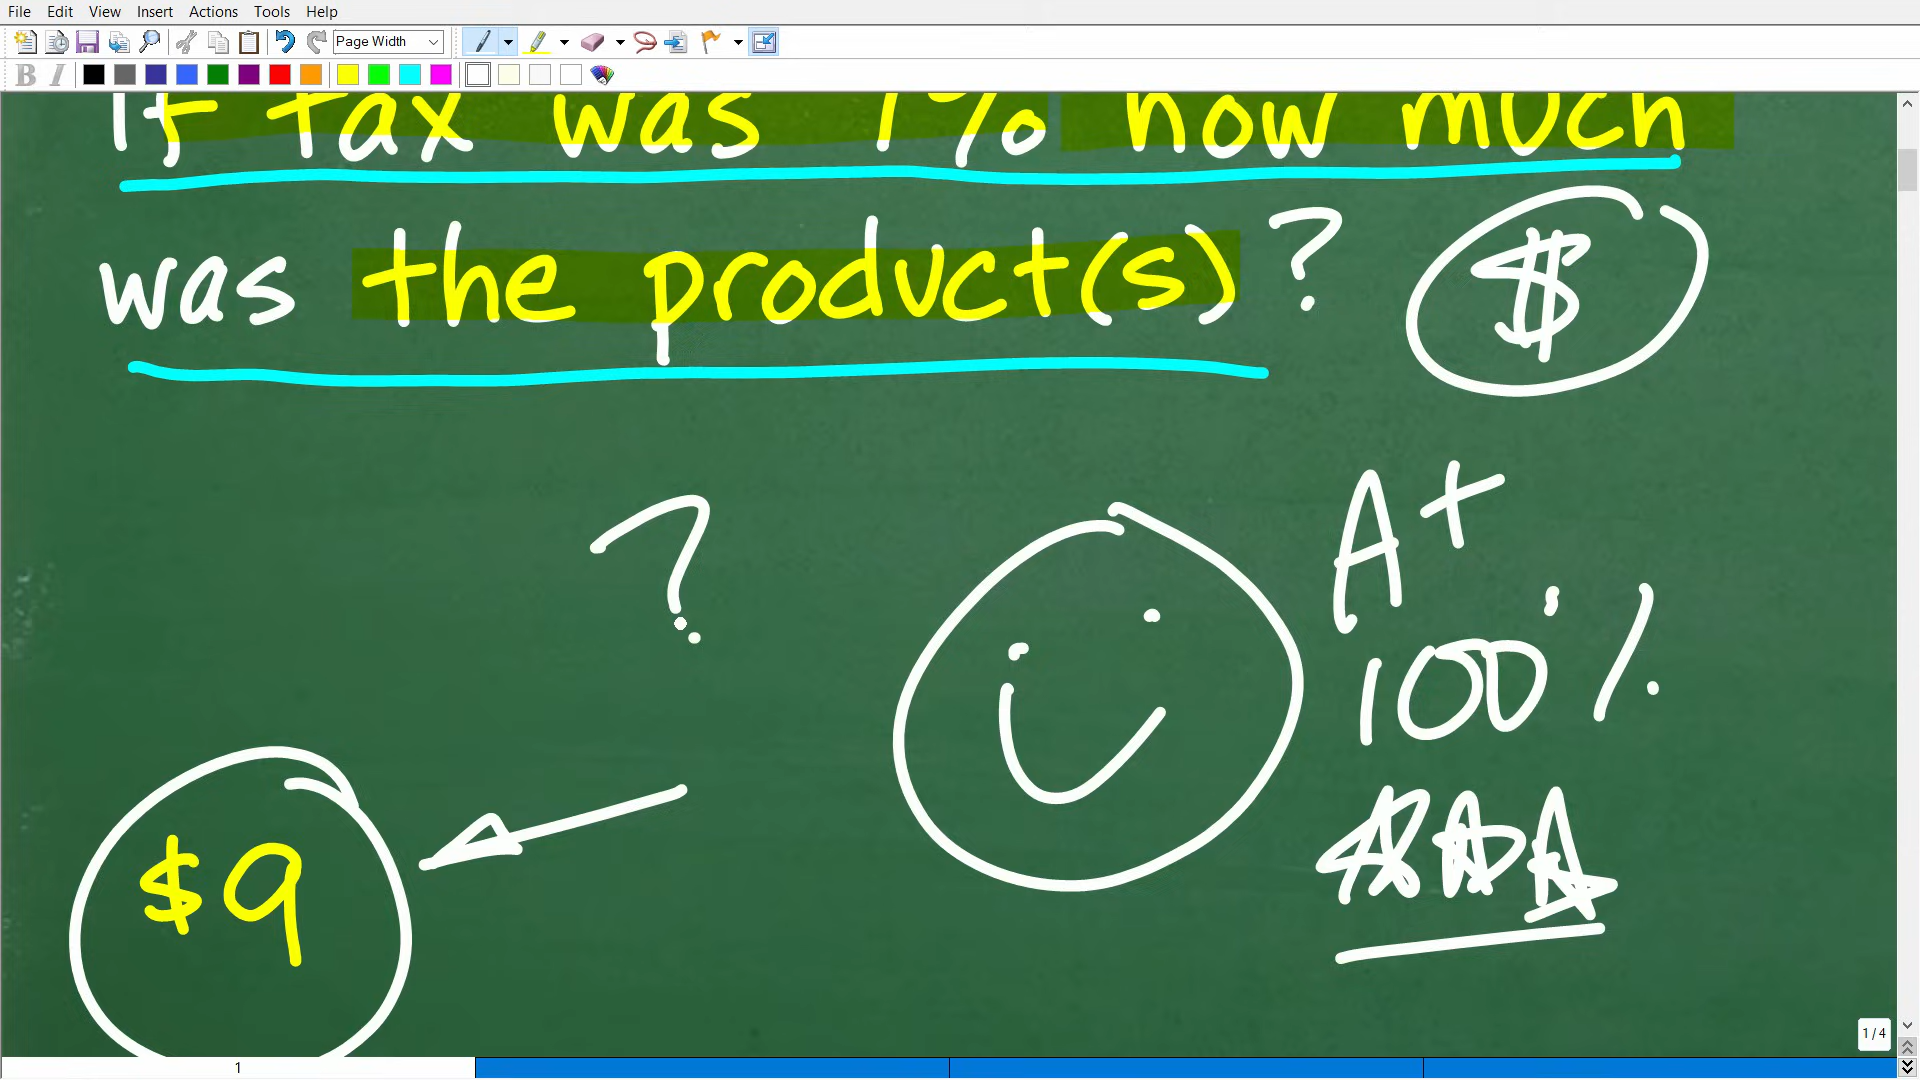 File Edit View Insert Actions Tools Help
Page Width
B I
If tax was 7% how much
was the product(s)? $
?
A+
100%
$9
1 / 4
1